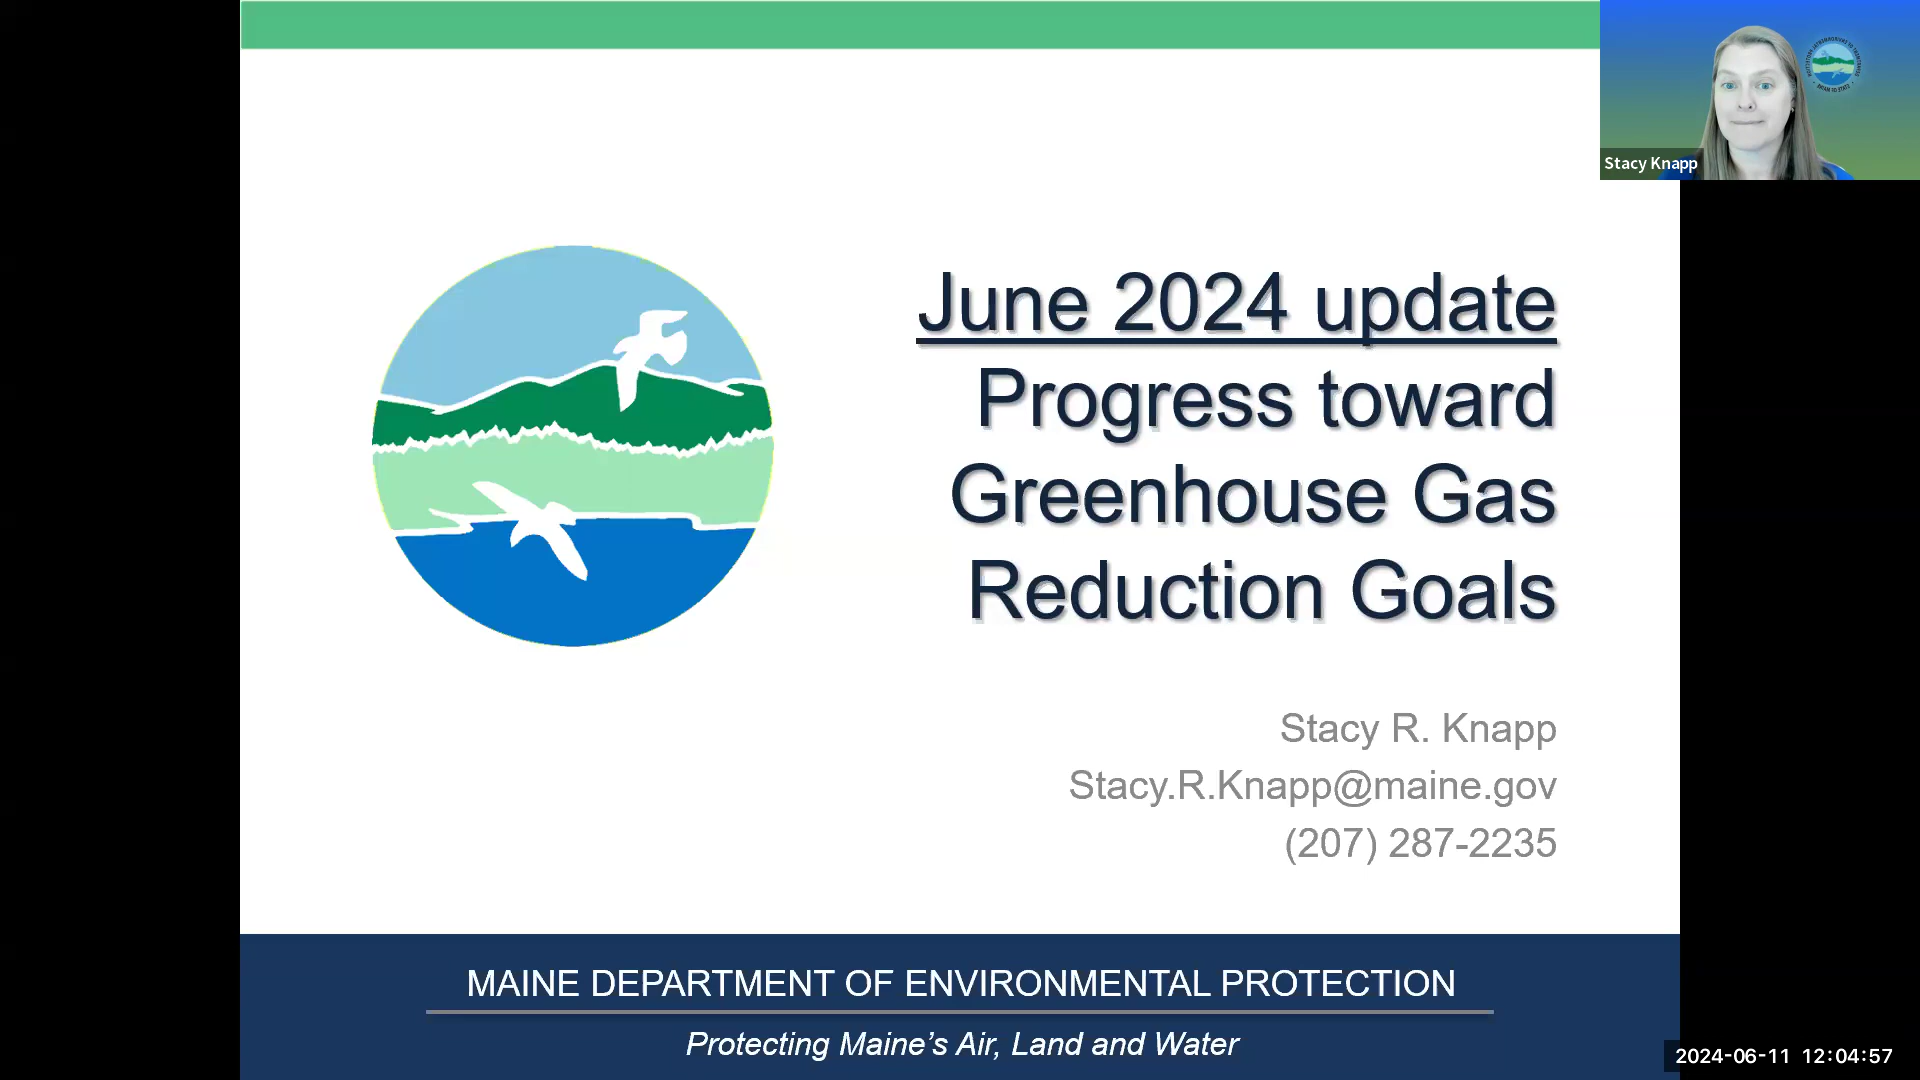 June 2024 update
Progress toward
Greenhouse Gas
Reduction Goals
Stacy R. Knapp
Stacy.R.Knapp@maine.gov
(207) 287-2235
MAINE DEPARTMENT OF ENVIRONMENTAL PROTECTION
Protecting Maine's Air, Land and Water
Stacy Knapp
2024-06-11 12:04:57